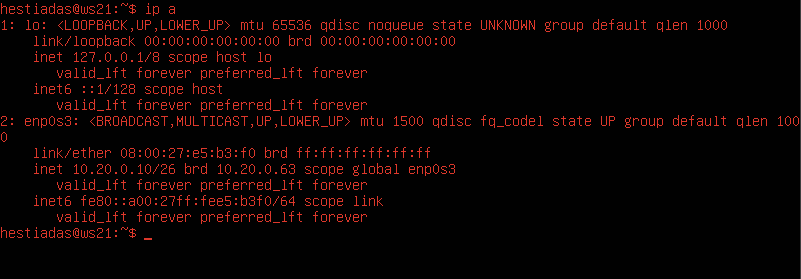 hestiadas@ws21:~$ ip a
1: lo: <LOOPBACK,UP,LOWER_UP> mtu 65536 qdisc noqueue state UNKNOWN group default qlen 1000
    link/loopback 00:00:00:00:00:00 brd 00:00:00:00:00:00
    inet 127.0.0.1/8 scope host lo
       valid_lft forever preferred_lft forever
    inet6 ::1/128 scope host
       valid_lft forever preferred_lft forever
2: enp0s3: <BROADCAST,MULTICAST,UP,LOWER_UP> mtu 1500 qdisc fq_codel state UP group default qlen 100
0
    link/ether 08:00:27:e5:b3:f0 brd ff:ff:ff:ff:ff:ff
    inet 10.20.0.10/26 brd 10.20.0.63 scope global enp0s3
       valid_lft forever preferred_lft forever
    inet6 fe80::a00:27ff:fee5:b3f0/64 scope link
       valid_lft forever preferred_lft forever
hestiadas@ws21:~$ _